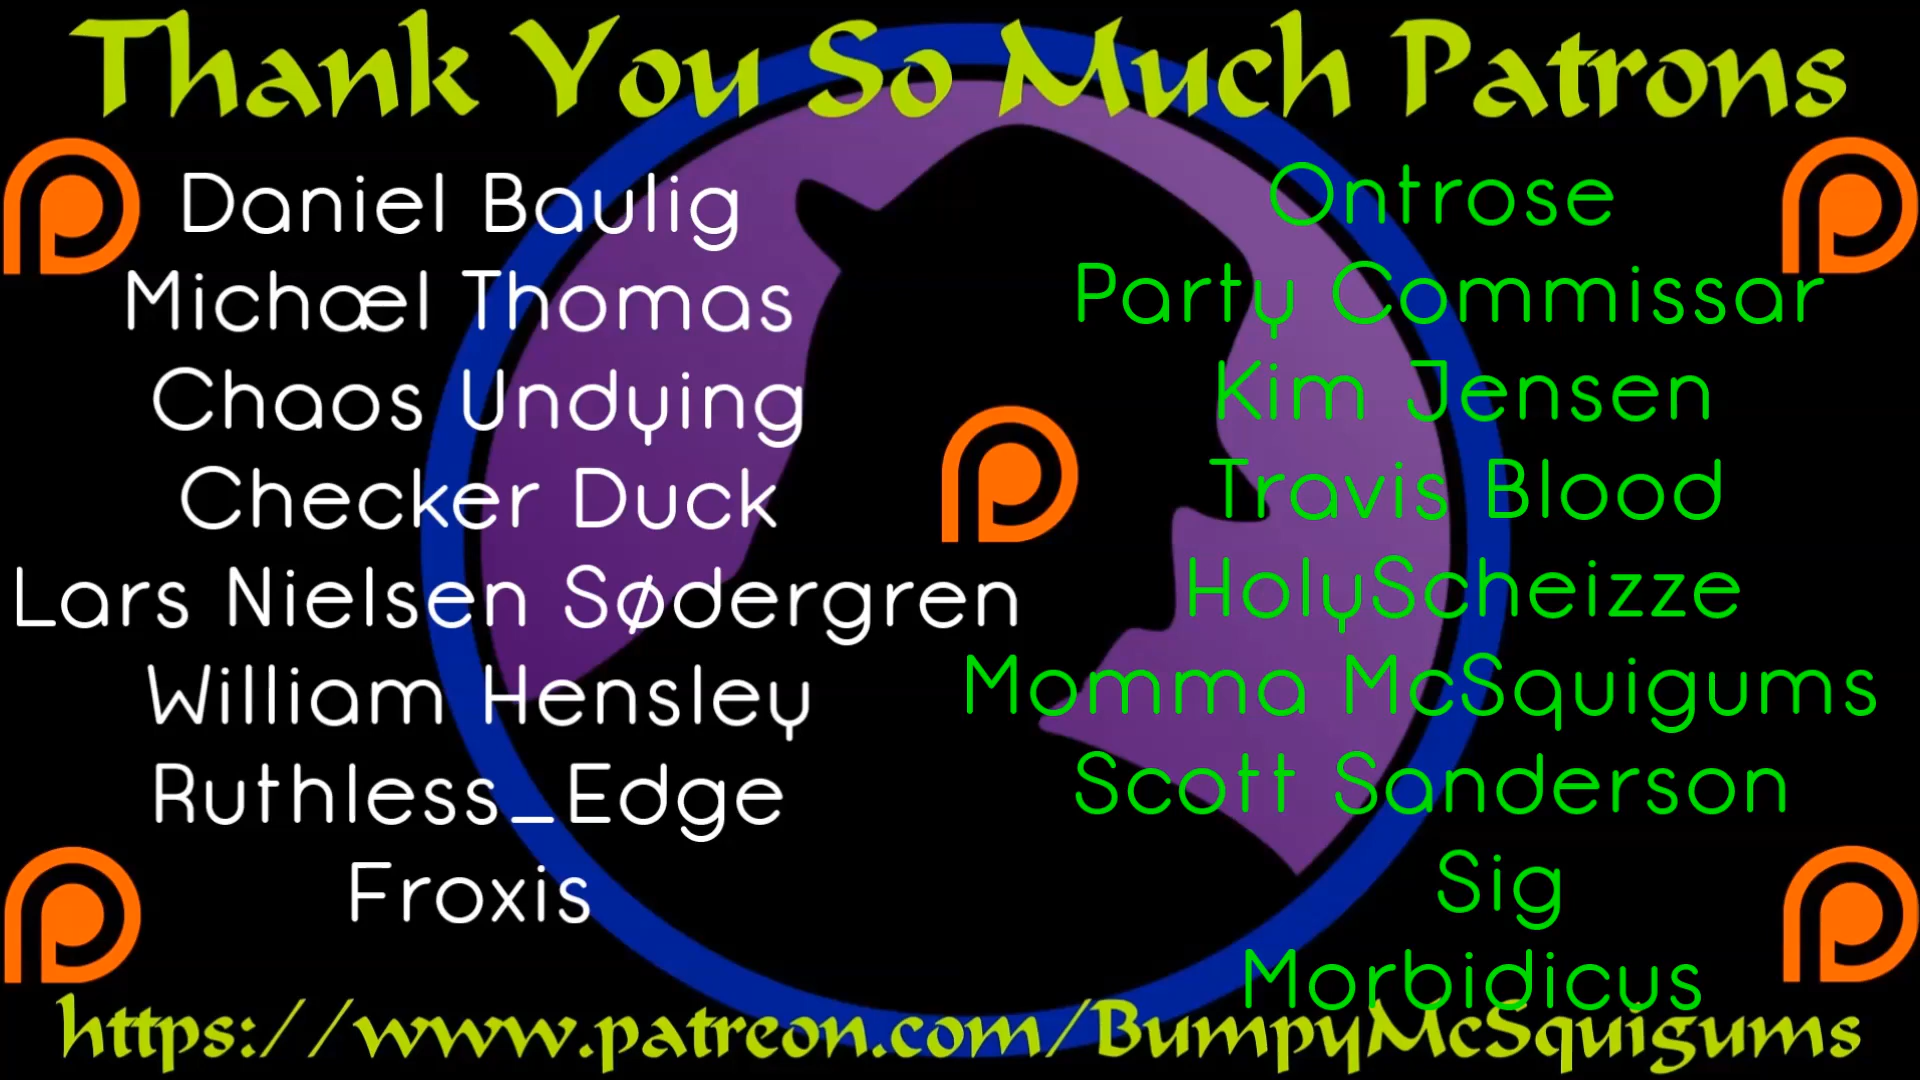 Thank You So Much Patrons
Daniel Baulig
Michael Thomas
Chaos Undying
Checker Duck
Lars Nielsen Sødergren
William Hensley
Ruthless_Edge
Froxis
Ontrose
Party Commissar
Kim Jensen
Travis Blood
HolyScheizze
Momma McSquigums
Scott Sanderson
Sig
Morbidicus
https://www.patreon.com/BumpyMcSquigums